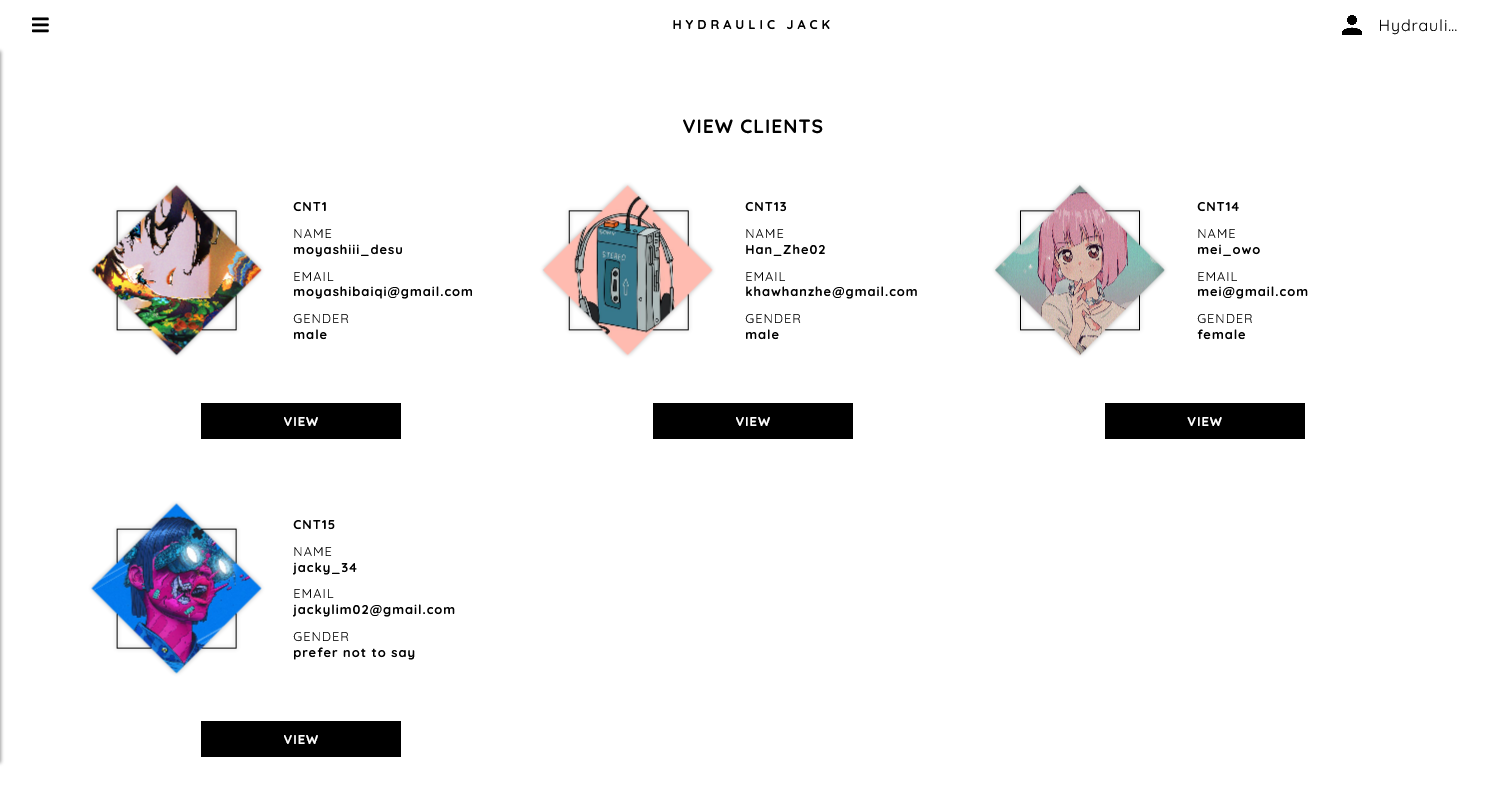 HYDRAULIC JACK
Hydrauli...
VIEW CLIENTS
CNT1
NAME
moyashiii_desu
EMAIL
moyashibaiqi@gmail.com
GENDER
male
VIEW
CNT13
NAME
Han_Zhe02
EMAIL
khawhanzhe@gmail.com
GENDER
male
VIEW
STEREO
CNT14
NAME
mei_owo
EMAIL
mei@gmail.com
GENDER
female
VIEW
CNT15
NAME
jacky_34
EMAIL
jackylim02@gmail.com
GENDER
prefer not to say
VIEW